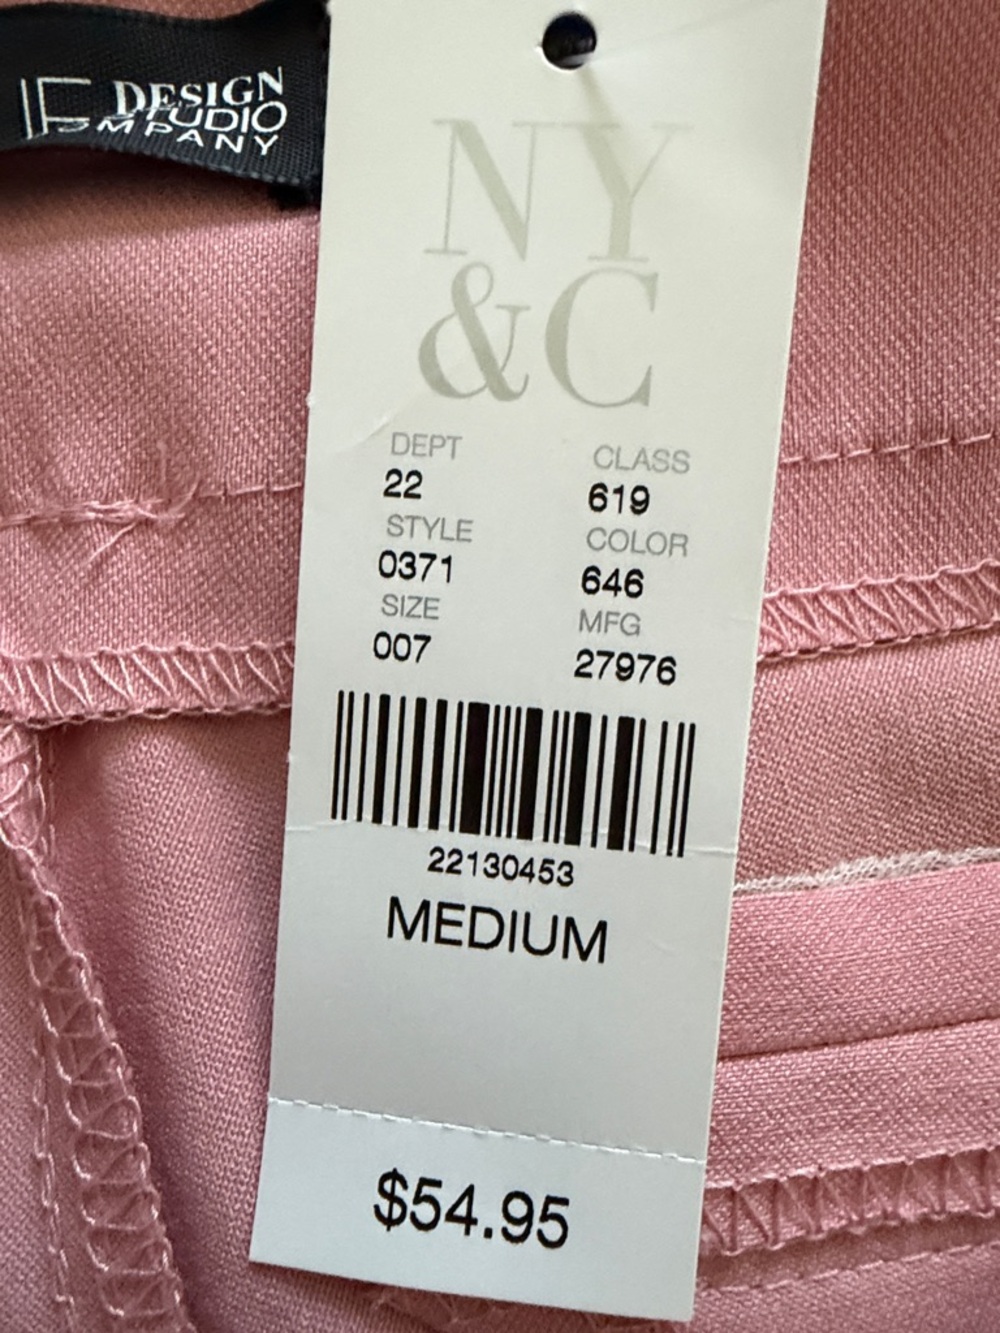 DESIGN
STUDIO
MPANY
NY
&C
DEPT CLASS
22 619
STYLE COLOR
0371 646
SIZE MFG
007 27976
22130453
MEDIUM
$54.95